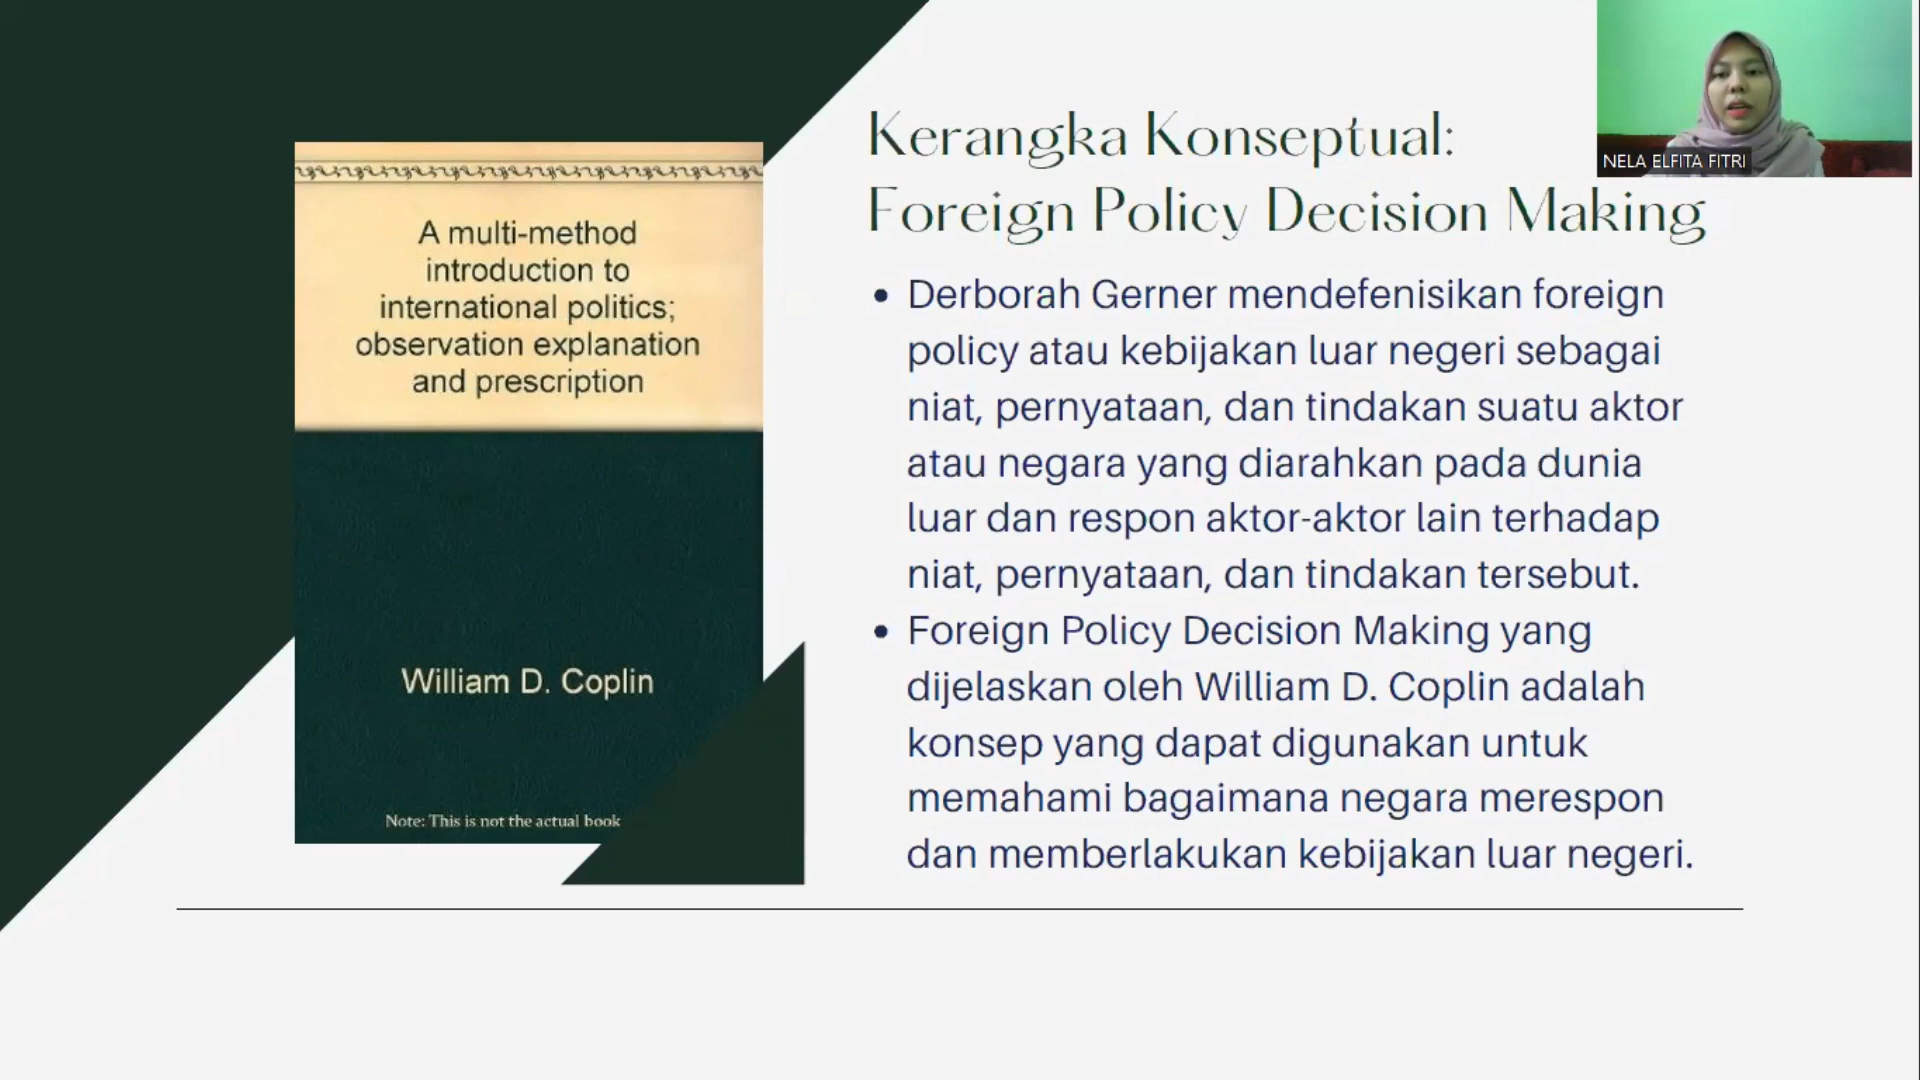 A multi-method
introduction to
international politics;
observation explanation
and prescription
William D. Coplin
Note: This is not the actual book
Kerangka Konseptual:
Foreign Policy Decision Making
NELA ELFITA FITRI
• Derborah Gerner mendefenisikan foreign
policy atau kebijakan luar negeri sebagai
niat, pernyataan, dan tindakan suatu aktor
atau negara yang diarahkan pada dunia
luar dan respon aktor-aktor lain terhadap
niat, pernyataan, dan tindakan tersebut.
• Foreign Policy Decision Making yang
dijelaskan oleh William D. Coplin adalah
konsep yang dapat digunakan untuk
memahami bagaimana negara merespon
dan memberlakukan kebijakan luar negeri.